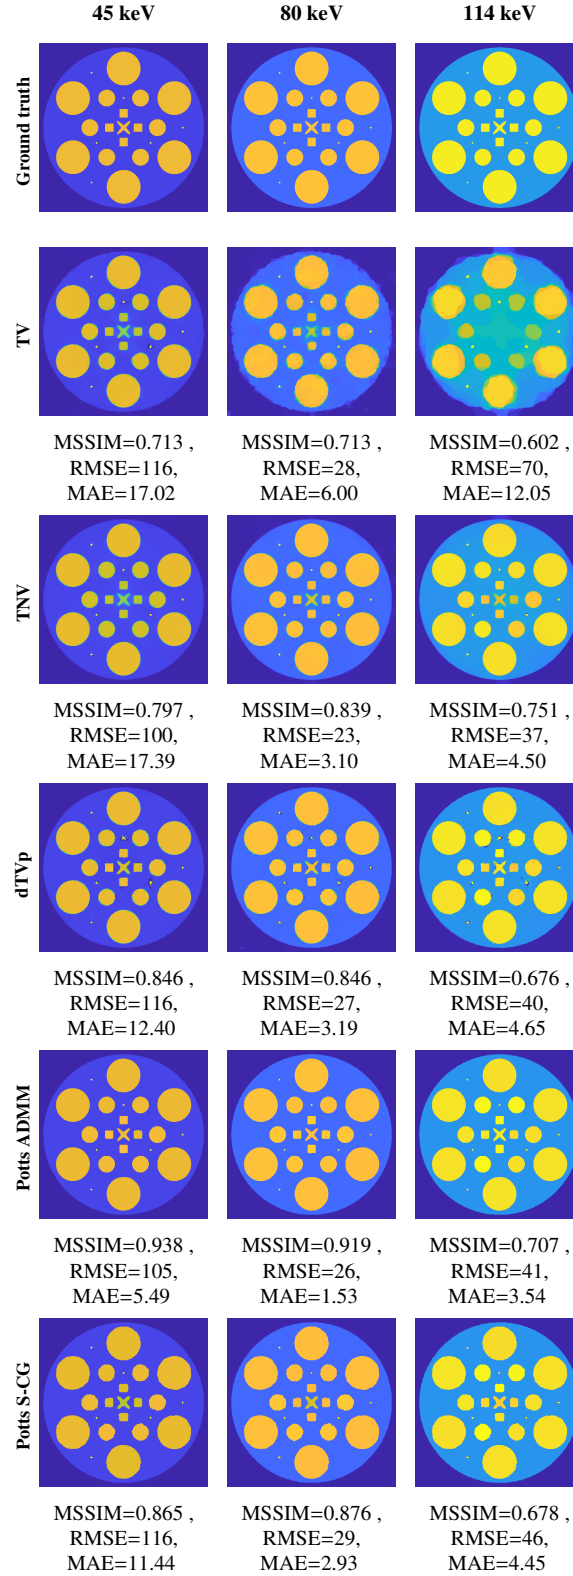 45 keV 80 keV 114 keV
Ground truth
TV
MSSIM=0.713 , MSSIM=0.713 , MSSIM=0.602 ,
RMSE=116, RMSE=28, RMSE=70,
MAE=17.02 MAE=6.00 MAE=12.05
TNV
MSSIM=0.797 , MSSIM=0.839 , MSSIM=0.751 ,
RMSE=100, RMSE=23, RMSE=37,
MAE=17.39 MAE=3.10 MAE=4.50
dTVp
MSSIM=0.846 , MSSIM=0.846 , MSSIM=0.676 ,
RMSE=116, RMSE=27, RMSE=40,
MAE=12.40 MAE=3.19 MAE=4.65
Potts ADMM
MSSIM=0.938 , MSSIM=0.919 , MSSIM=0.707 ,
RMSE=105, RMSE=26, RMSE=41,
MAE=5.49 MAE=1.53 MAE=3.54
Potts S-CG
MSSIM=0.865 , MSSIM=0.876 , MSSIM=0.678 ,
RMSE=116, RMSE=29, RMSE=46,
MAE=11.44 MAE=2.93 MAE=4.45